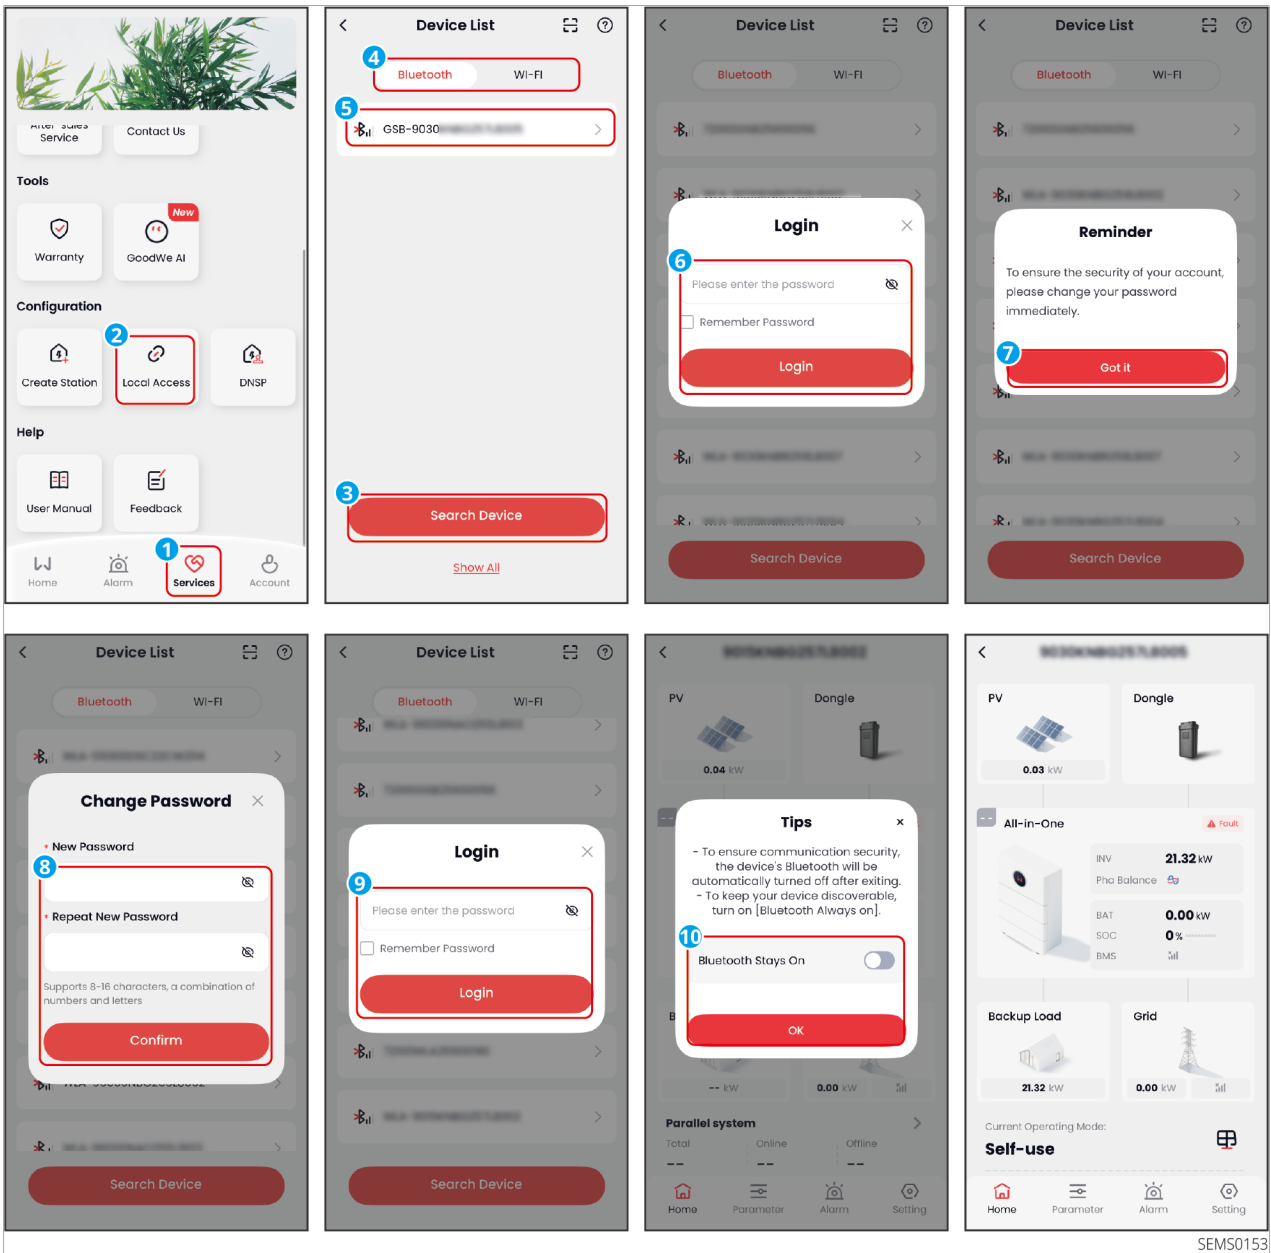 After-sales
Service
Contact Us
Tools
New
Warranty
GoodWe AI
Configuration
2
Create Station
Local Access
DNSP
Help
User Manual
Feedback
1
Home
Alarm
Services
Account
Device List
4
Bluetooth
WI-FI
5
GSB-9030
3
Search Device
Show All
Device List
Bluetooth
WI-FI
Login
6
Please enter the password
Remember Password
Login
Search Device
Device List
Bluetooth
WI-FI
Reminder
To ensure the security of your account,
please change your password
immediately.
7
Got it
Search Device
Device List
Bluetooth
WI-FI
Change Password
* New Password
8
* Repeat New Password
Supports 8-16 characters, a combination of
numbers and letters
Confirm
Search Device
Device List
Bluetooth
WI-FI
Login
9
Please enter the password
Remember Password
Login
Search Device
PV
Dongle
0.04 kW
--
Tips
- To ensure communication security,
the device's Bluetooth will be
automatically turned off after exiting.
- To keep your device discoverable,
turn on [Bluetooth Always on].
10
Bluetooth Stays On
OK
-- kW
0.00 kW
Parallel system
Total
Online
Offline
--
--
--
Home
Parameter
Alarm
Setting
PV
Dongle
0.03 kW
--
All-in-One
Fault
INV
21.32 kW
Pha Balance
BAT
0.00 kW
SOC
0 %
BMS
Backup Load
Grid
21.32 kW
0.00 kW
Current Operating Mode:
Self-use
Home
Parameter
Alarm
Setting
SEMS0153